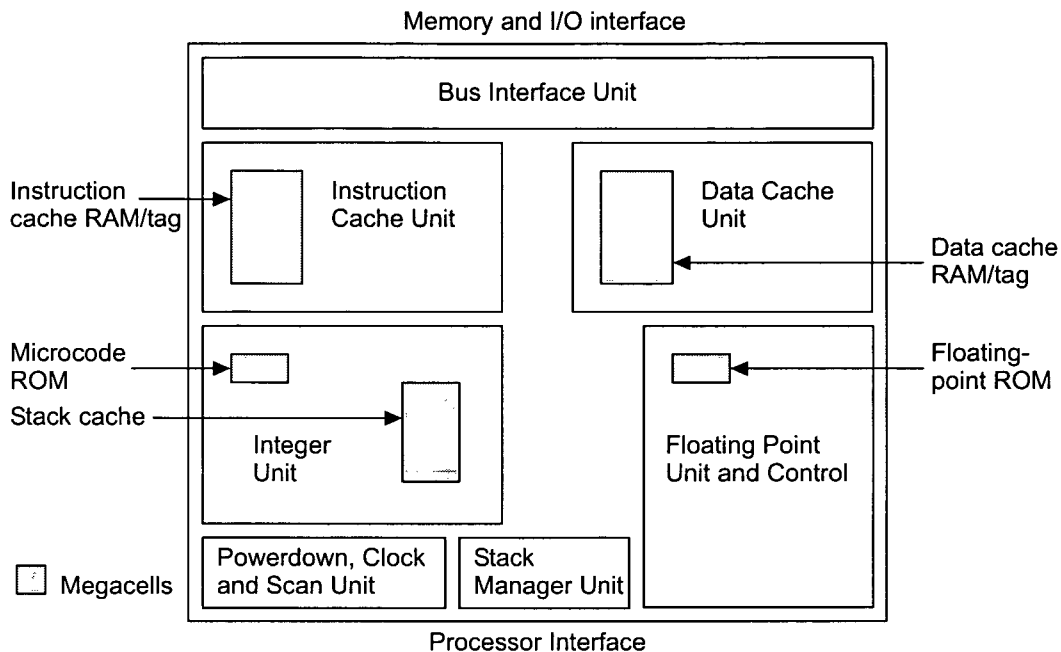 Memory and I/O interface
Bus Interface Unit
Instruction
cache RAM/tag
Instruction
Cache Unit
Data Cache
Unit
Data cache
RAM/tag
Microcode
ROM
Stack cache
Integer
Unit
Floating-
point ROM
Floating Point
Unit and Control
Powerdown, Clock
and Scan Unit
Stack
Manager Unit
Megacells
Processor Interface